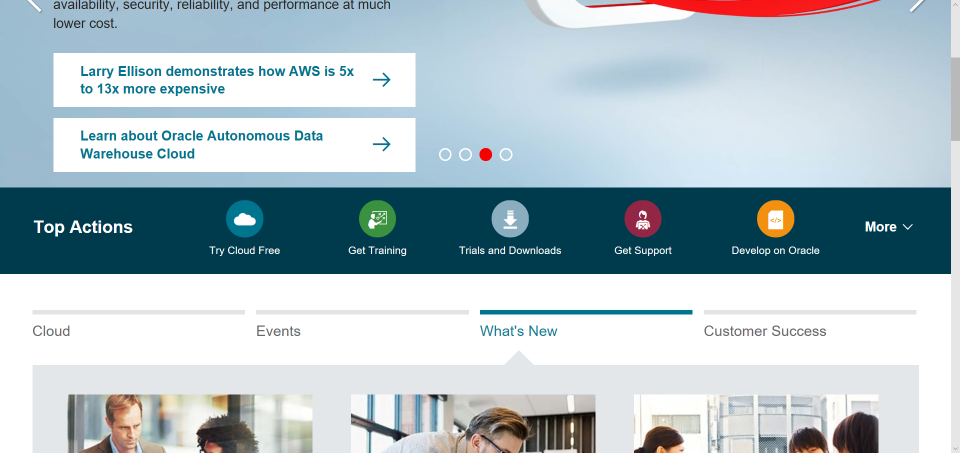 availability, security, reliability, and performance at much
lower cost.
Larry Ellison demonstrates how AWS is 5x
to 13x more expensive
Learn about Oracle Autonomous Data
Warehouse Cloud
Top Actions
Try Cloud Free
Get Training
Trials and Downloads
Get Support
Develop on Oracle
More
Cloud
Events
What's New
Customer Success